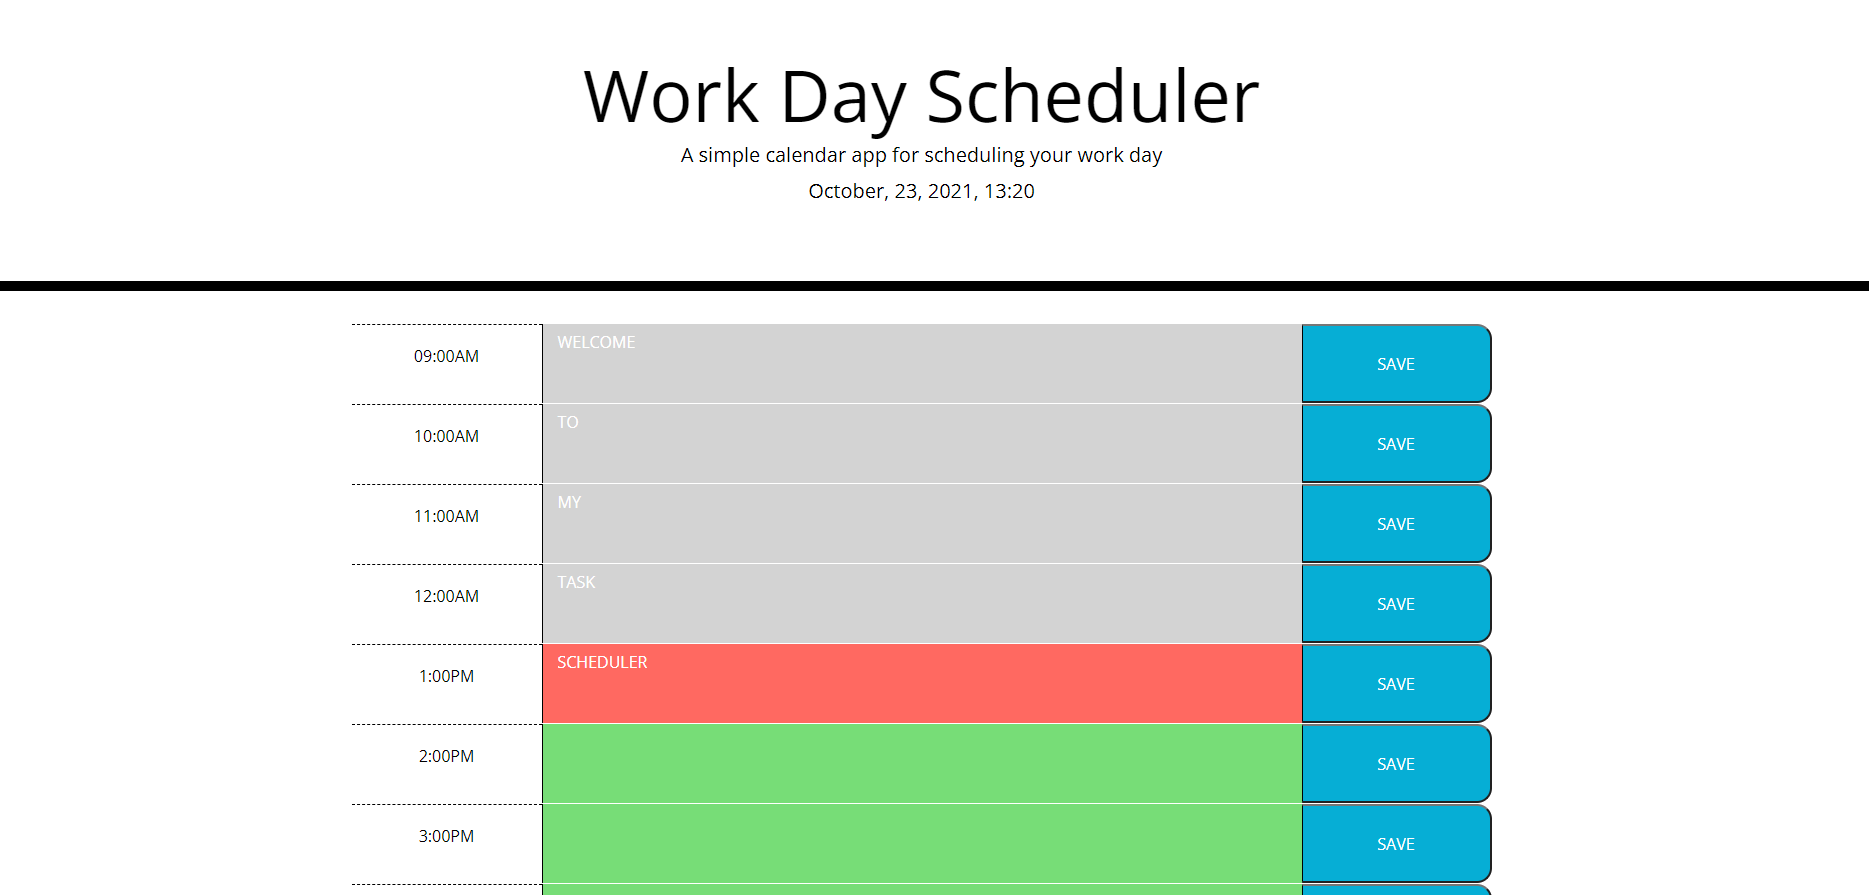 Work Day Scheduler
A simple calendar app for scheduling your work day
October, 23, 2021, 13:20
09:00AM WELCOME SAVE
10:00AM TO SAVE
11:00AM MY SAVE
12:00AM TASK SAVE
1:00PM SCHEDULER SAVE
2:00PM SAVE
3:00PM SAVE